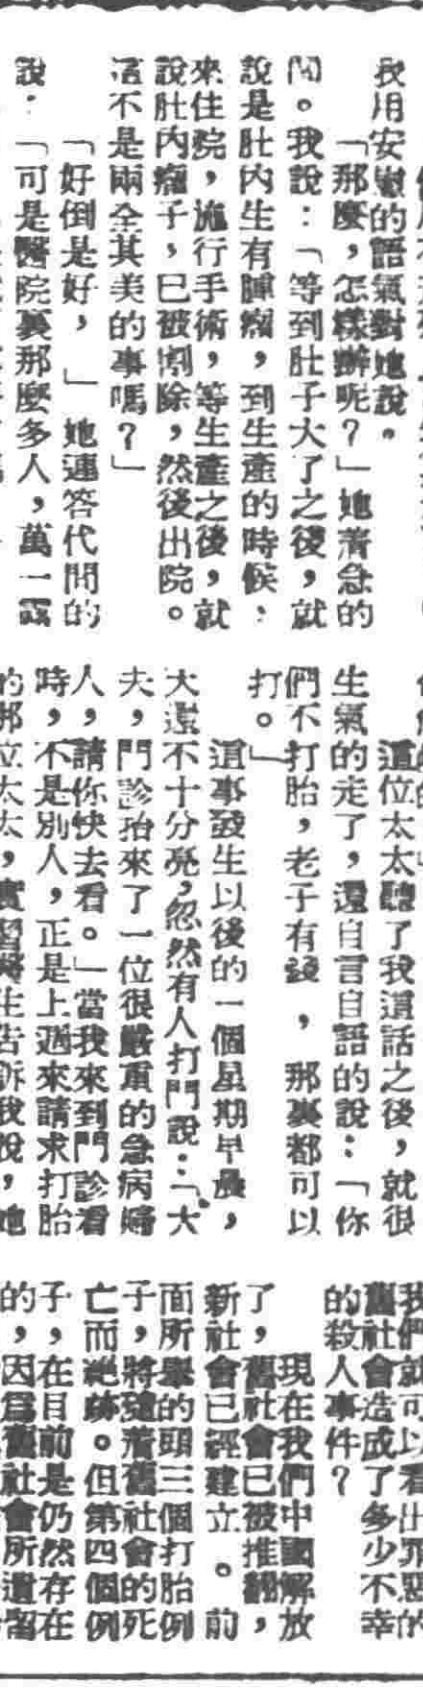 我用安慰的語氣對她說。
「那麼，怎樣辦呢？」她着急的
問。我說：「等到肚子大了之後，就
說是肚內生有腫瘤，到生產的時候，
來住院，施行手術，等生產之後，就
說肚內瘤子，已被割除，然後出院。
這不是兩全其美的事嗎？」
「好倒是好，」她連答代問的
說：「可是醫院裏那麼多人，萬一露
這位太太聽了我這話之後，就很
生氣的走了，還自言自語的說：「你
們不打胎，老子有錢，那裏都可以
打。」
這事發生以後的一個星期早晨，
大還不十分亮，忽然有人打門說：「大
夫，門診抬來了一位很嚴重的急病婦
人，請你快去看。」當我來到門診看
時，不是別人，正是上週來請求打胎
的那位太太，實習醫生告訴我說，她
我們就可以看出罪惡的
舊社會造成了多少不幸
的殺人事件？
現在我們中國解放
了，舊社會已被推翻，
新社會已經建立。前
面所舉的頭三個打胎例
子，將隨着舊社會的死
亡而絕跡。但第四個例
子，在目前是仍然存在
的，因爲舊社會所遺留